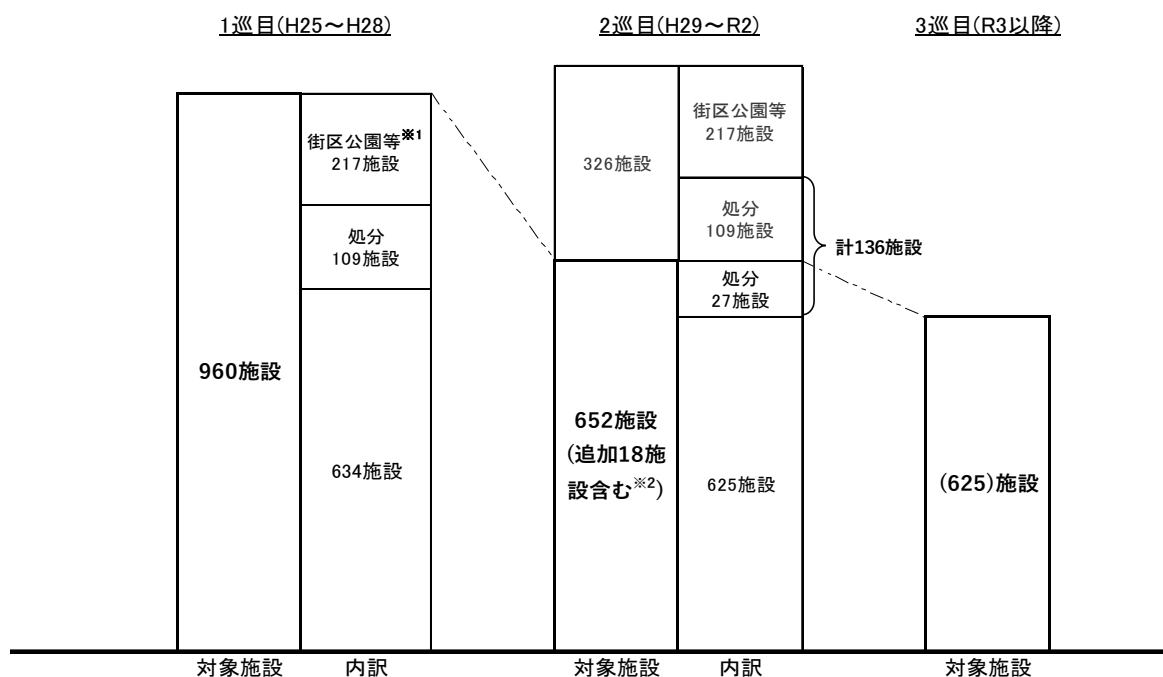 1巡目(H25～H28)
2巡目(H29～R2)
3巡目(R3以降)
街区公園等※1
217施設
処分
109施設
960施設
634施設
326施設
街区公園等
217施設
処分
109施設
計136施設
処分
27施設
652施設
(追加18施
設含む※2)
625施設
(625)施設
対象施設
内訳
対象施設
内訳
対象施設